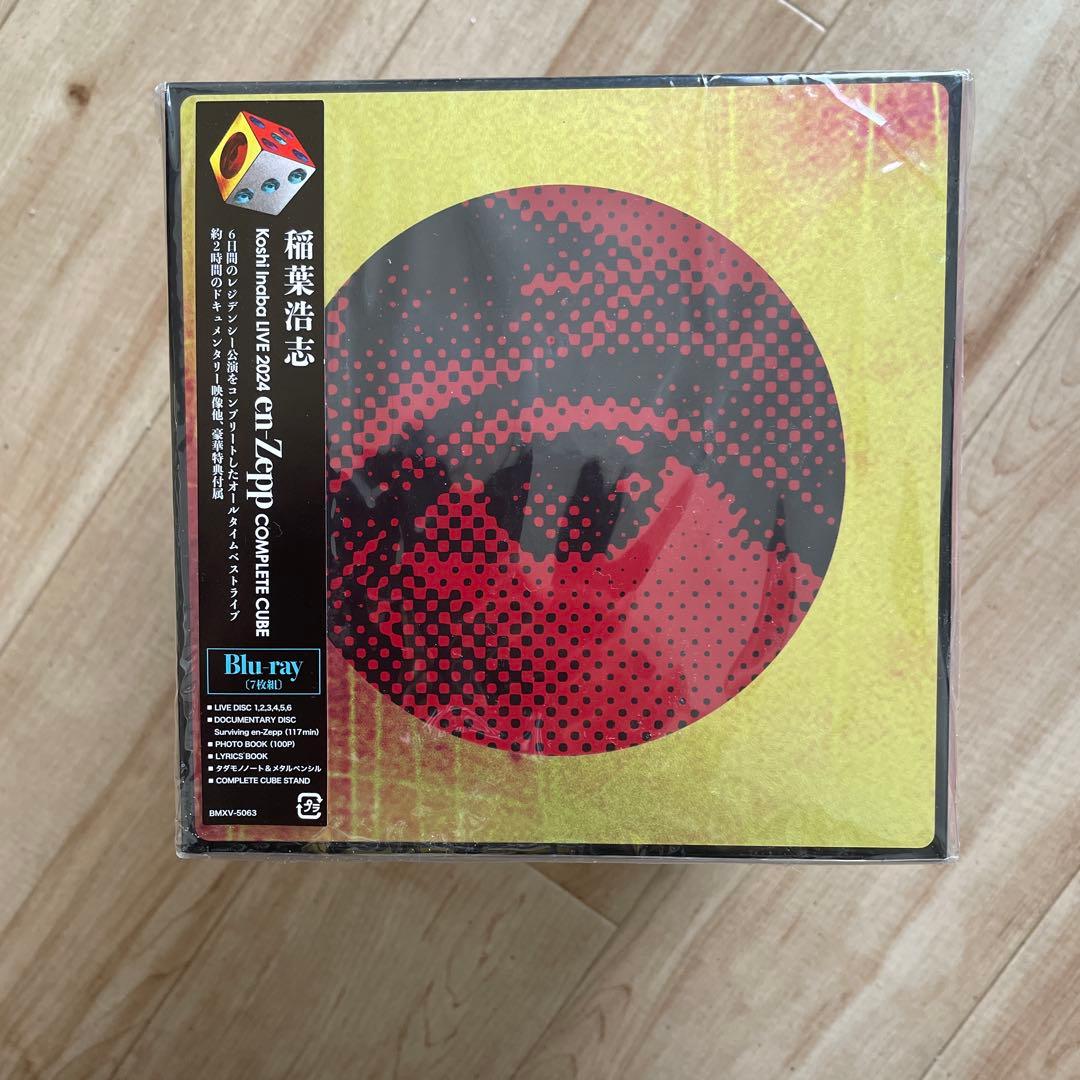 稲葉浩志
Koshi Inaba LIVE 2024 en-Zepp COMPLETE CUBE
6日間のレジデンシー公演をコンプリートしたオールタイムベストライブ
約2時間のドキュメンタリー映像他、豪華特典付属
Blu-ray
〔7枚組〕
■ LIVE DISC 1,2,3,4,5,6
■ DOCUMENTARY DISC
Surviving en-Zepp (117min)
■ PHOTO BOOK (100P)
■ LYRICS BOOK
■ タダモノノート＆メタルペンシル
■ COMPLETE CUBE STAND
BMXV-5063
プラ